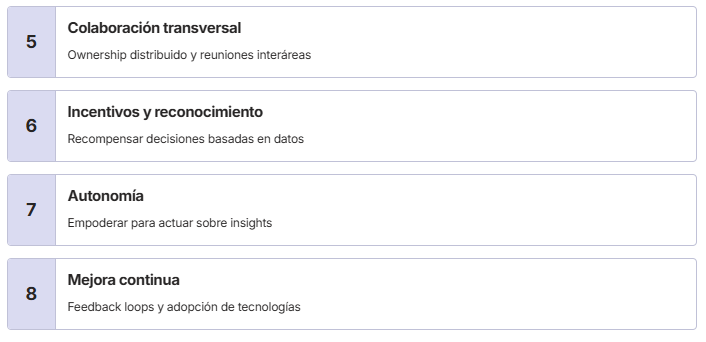 5
Colaboración transversal
Ownership distribuido y reuniones interáreas
6
Incentivos y reconocimiento
Recompensar decisiones basadas en datos
7
Autonomía
Empoderar para actuar sobre insights
8
Mejora continua
Feedback loops y adopción de tecnologías